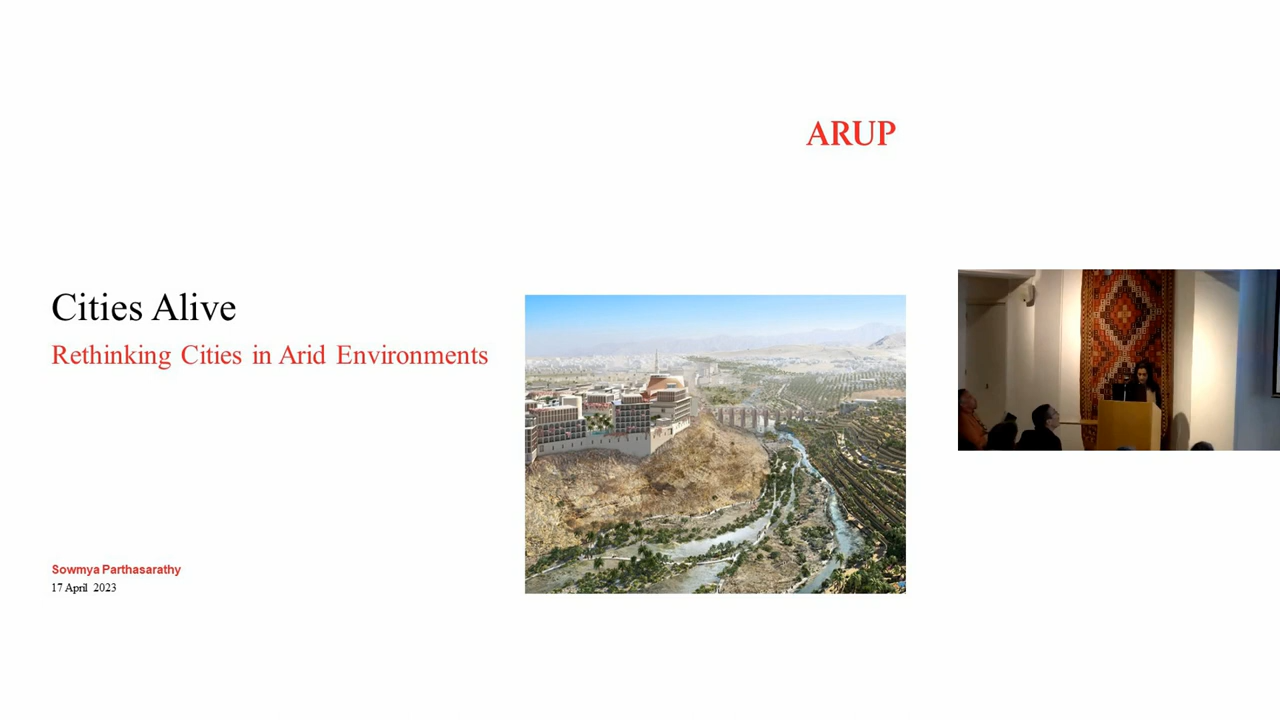 ARUP
Cities Alive
Rethinking Cities in Arid Environments
Sowmya Parthasarathy
17 April 2023